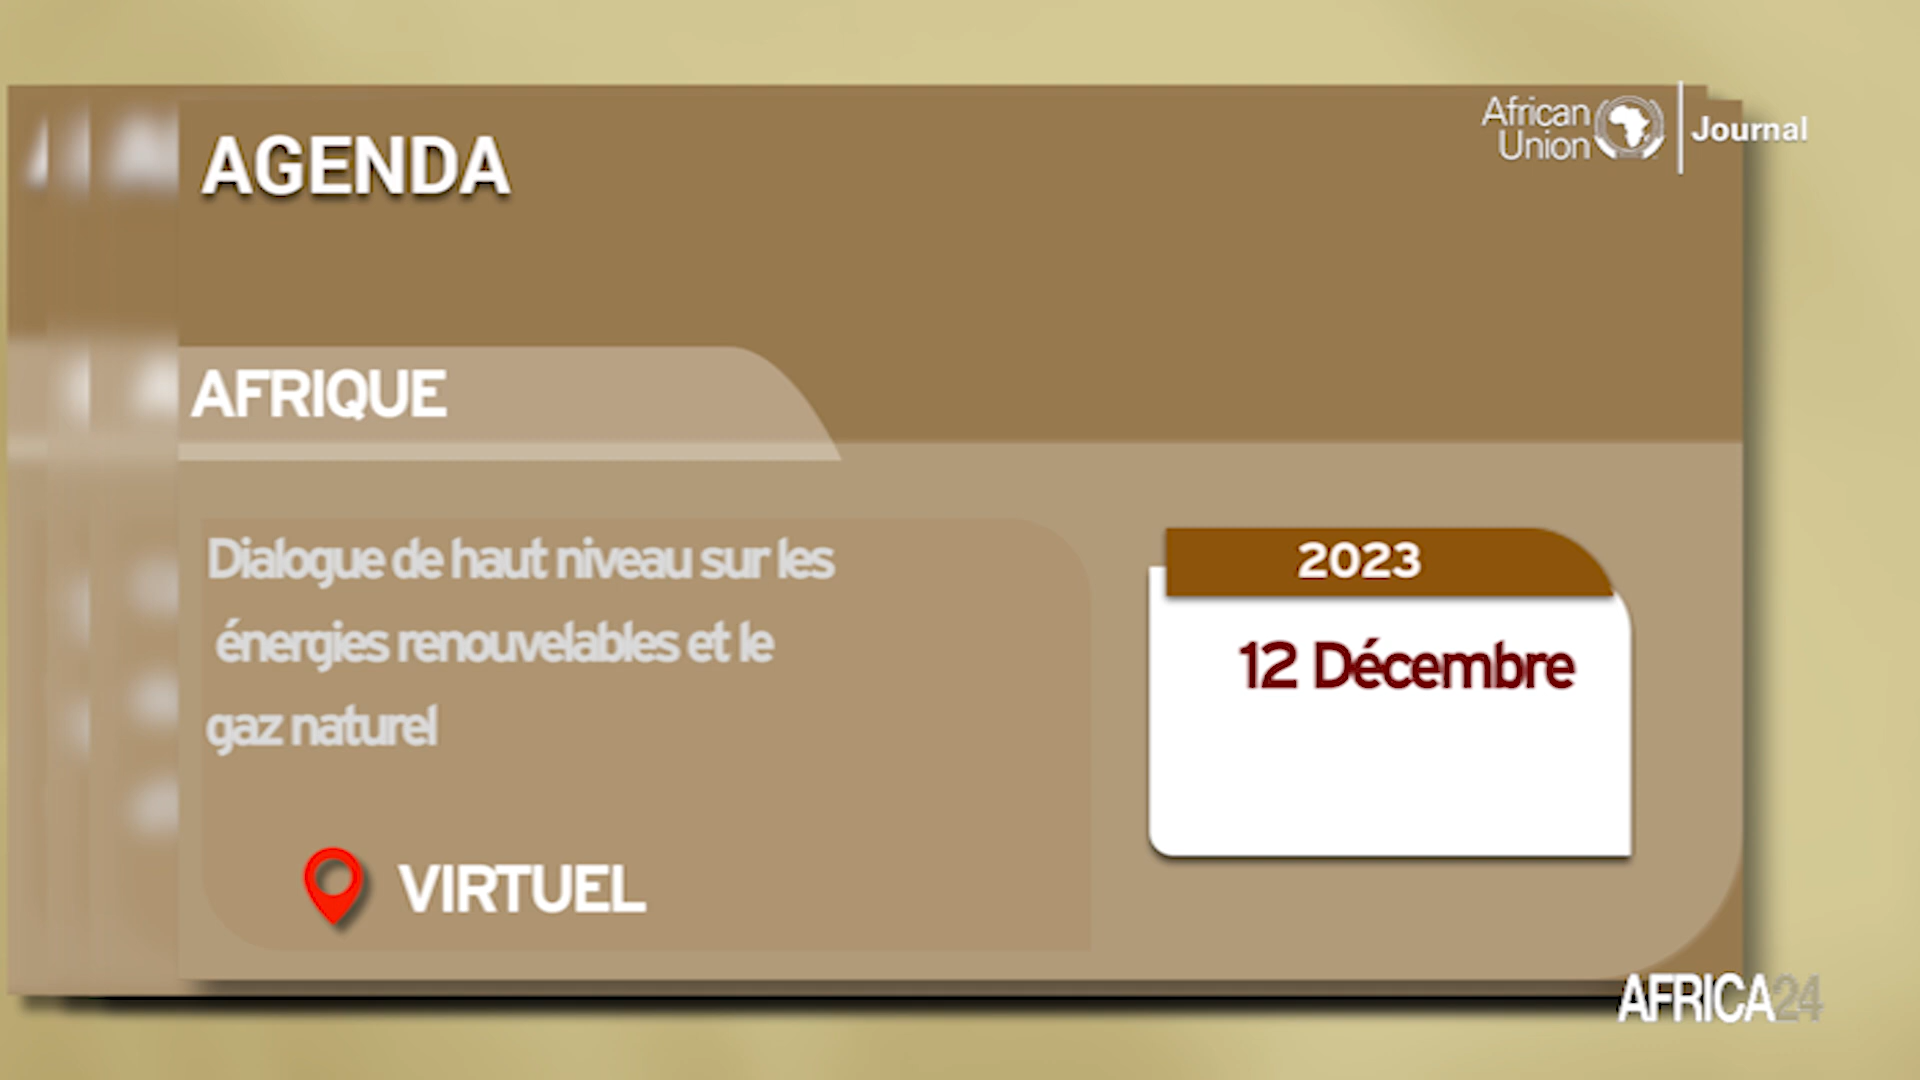 African
Union
Journal
AGENDA
AFRIQUE
Dialogue de haut niveau sur les
énergies renouvelables et le
gaz naturel
VIRTUEL
2023
12 Décembre
AFRICA24